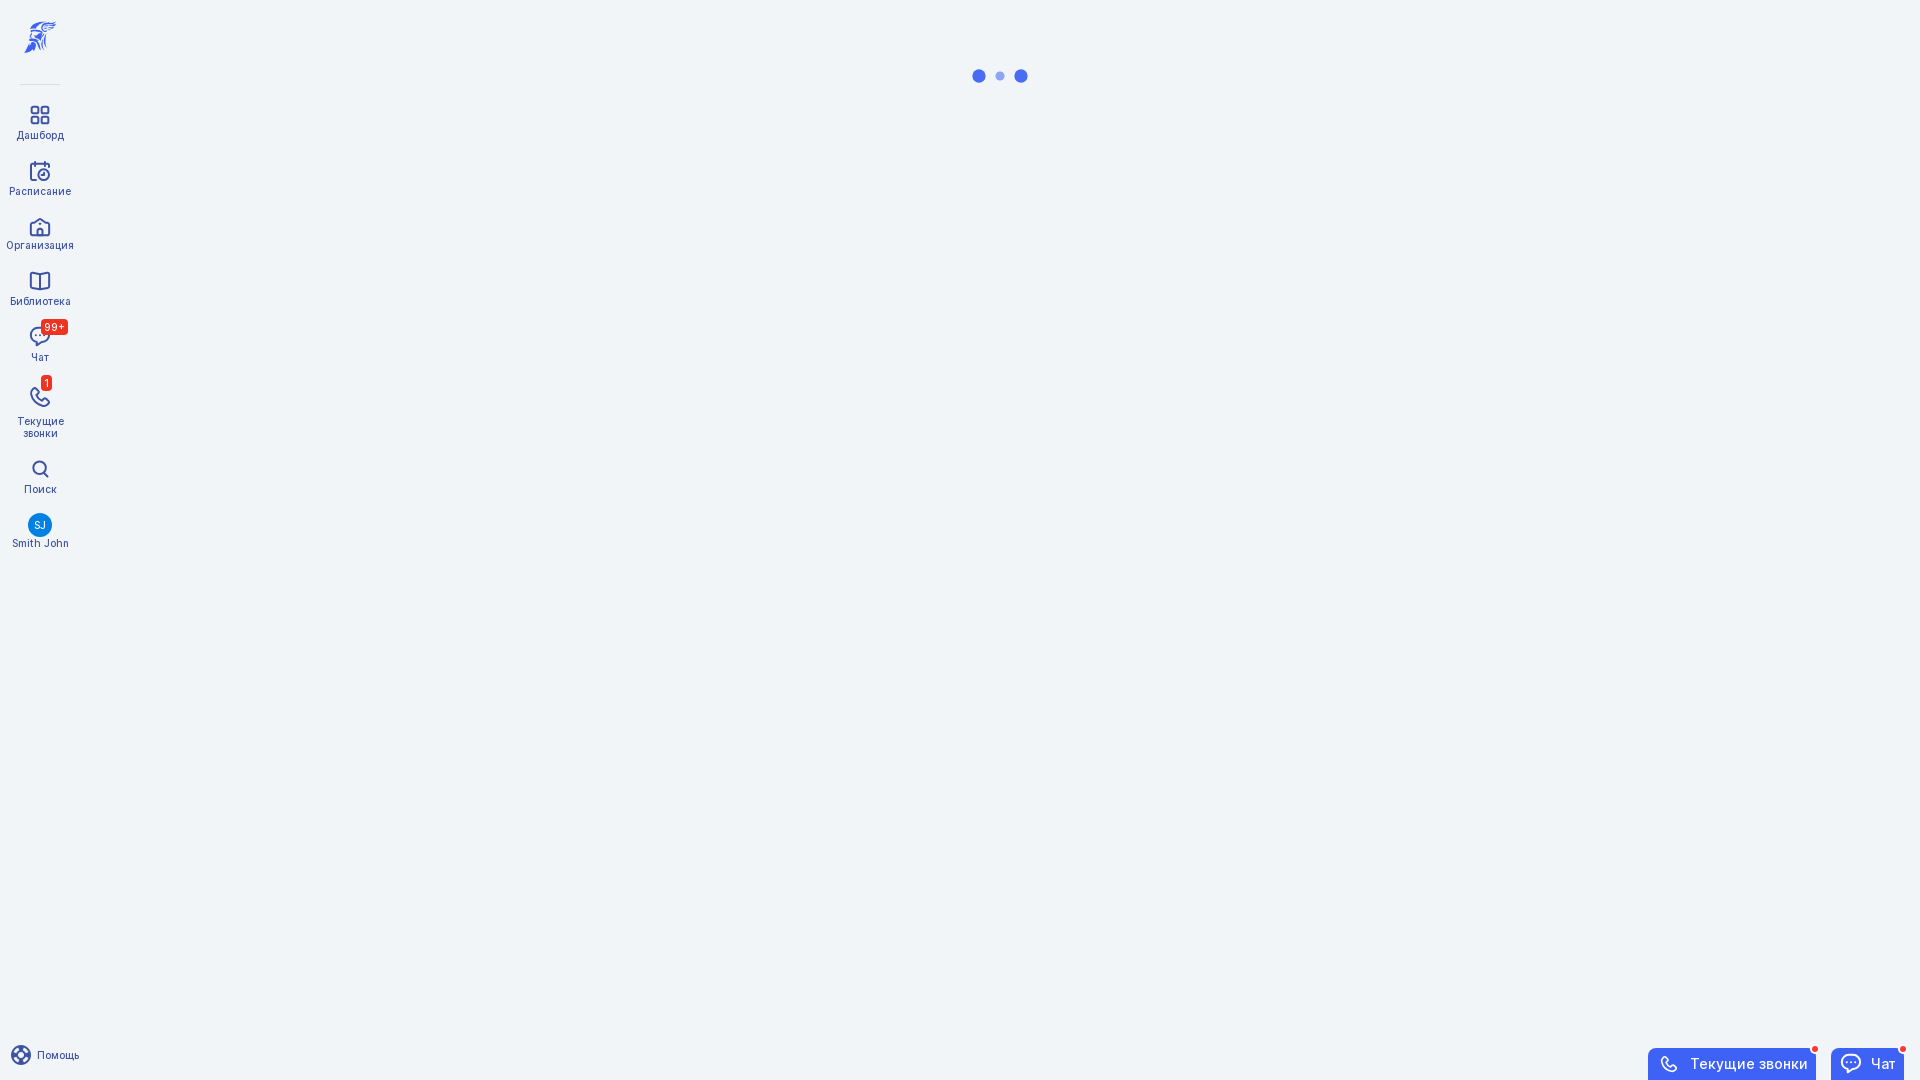 Дашборд
Расписание
Организация
Библиотека
99+
Чат
1
Текущие
звонки
Поиск
SJ
Smith John
Помощь
Текущие звонки
Чат